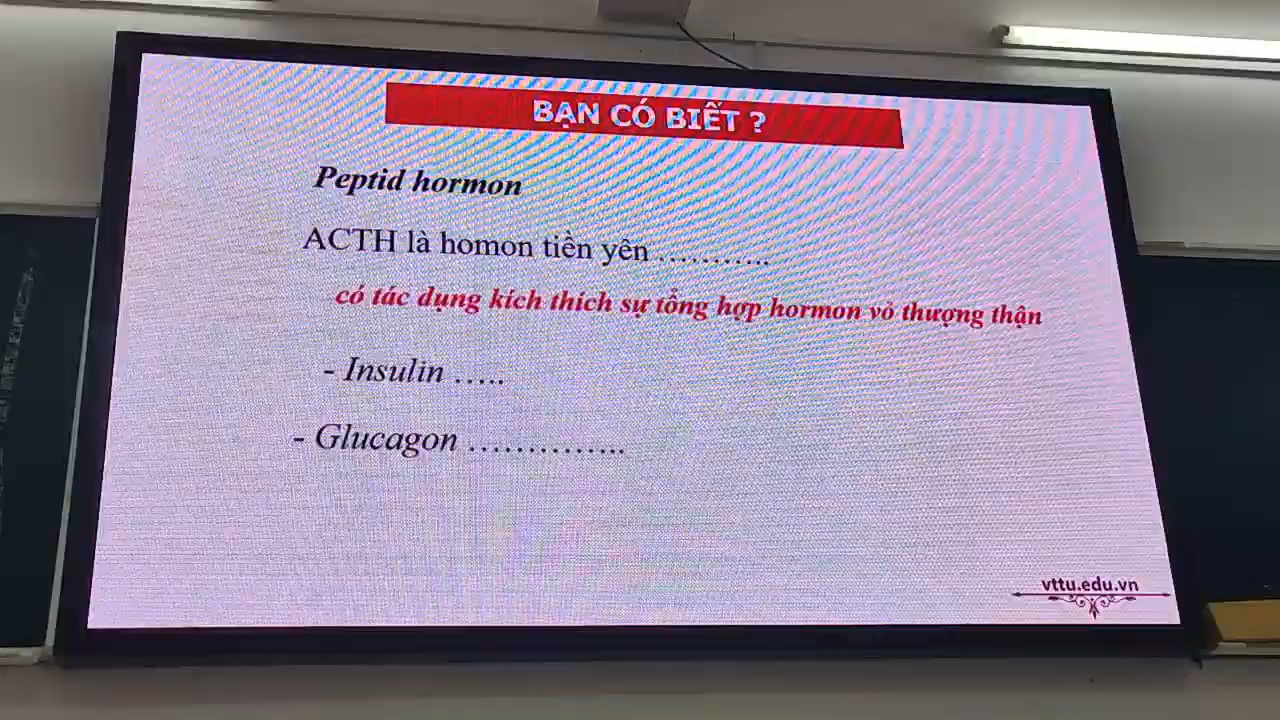 BẠN CÓ BIẾT ?
Peptid hormon
ACTH là homon tiền yên ………..
có tác dụng kích thích sự tổng hợp hormon vỏ thượng thận
- Insulin …..
- Glucagon …………..
vttu.edu.vn